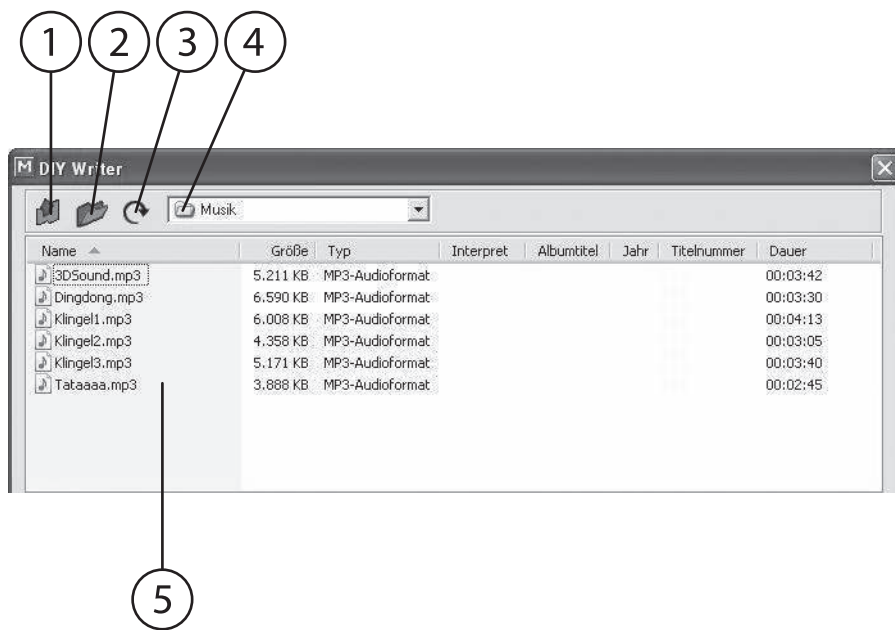 1 2 3 4
M DIY Writer
Musik
Name Größe Typ Interpret Albumtitel Jahr Titelnummer Dauer
3DSound.mp3 5.211 KB MP3-Audioformat 00:03:42
Dingdong.mp3 6.590 KB MP3-Audioformat 00:03:30
Klingel1.mp3 6.008 KB MP3-Audioformat 00:04:13
Klingel2.mp3 4.358 KB MP3-Audioformat 00:03:05
Klingel3.mp3 5.171 KB MP3-Audioformat 00:03:40
Tataaaa.mp3 3.888 KB MP3-Audioformat 00:02:45
5